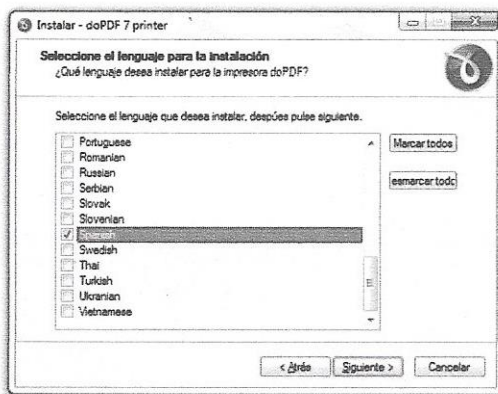 Instalar - doPDF 7 printer
Seleccione el lenguaje para la instalación
¿Qué lenguaje desea instalar para la impresora doPDF?
Seleccione el lenguaje que desea instalar, despúes pulse siguiente.
Portuguese
Romanian
Russian
Serbian
Slovak
Slovenian
Spanish
Swedish
Thai
Turkish
Ukranian
Vietnamese
Marcar todos
esmarcar todc
< Atrás
Siguiente >
Cancelar